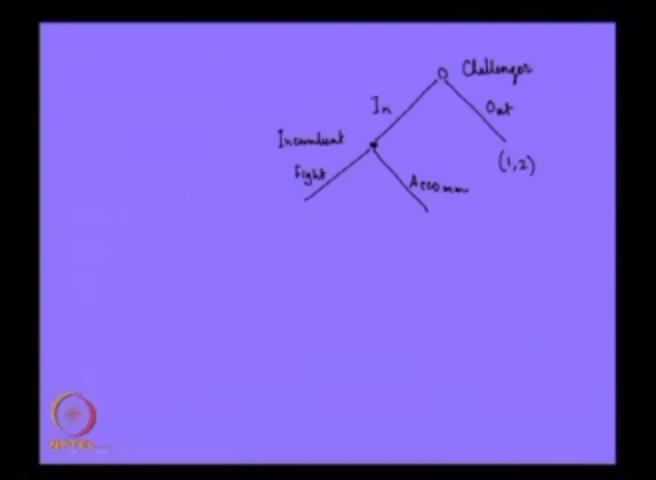 Challenger
In
Out
Incumbent
(1,2)
Fight
Accomm
NPTEL